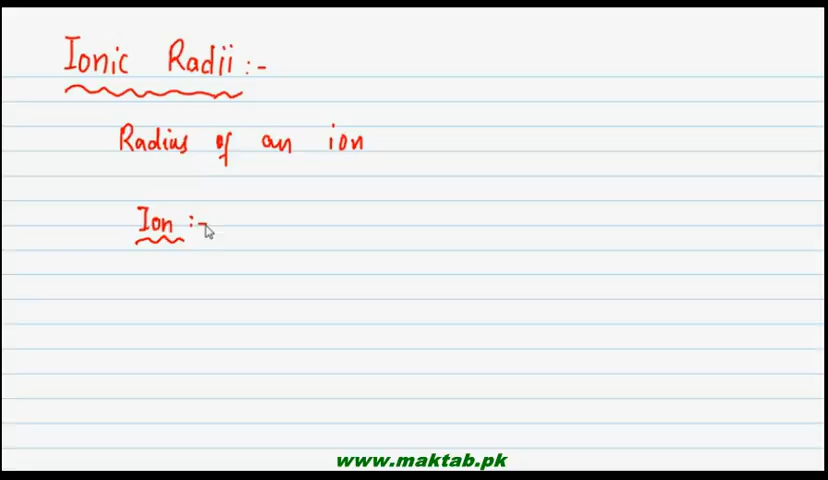 Ionic Radii :-
Radius of an ion
Ion :-
www.maktab.pk